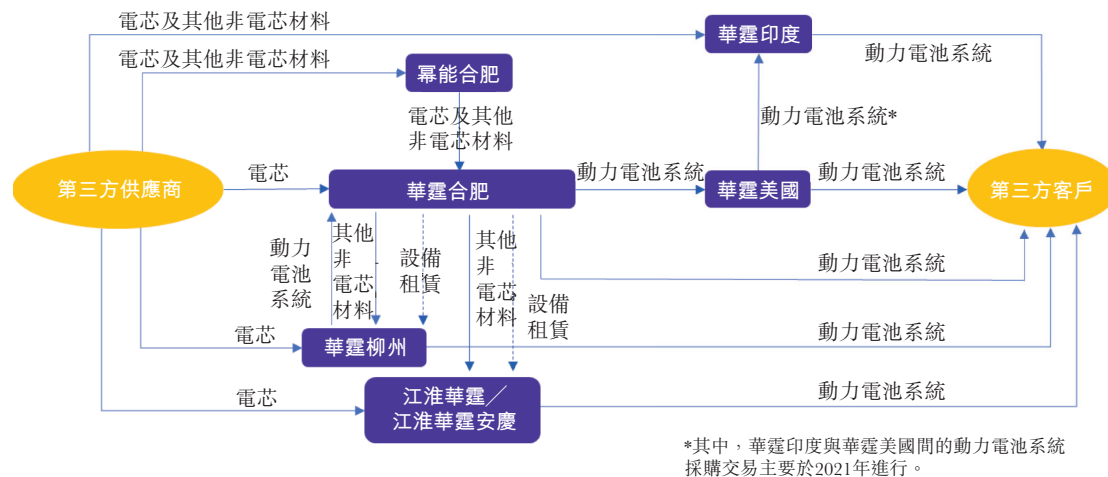 電芯及其他非電芯材料
華霆印度
動力電池系統
電芯及其他非電芯材料
冪能合肥
電芯及其他
非電芯材料
動力電池系統*
第三方供應商
電芯
華霆合肥
動力電池系統
華霆美國
動力電池系統
第三方客戶
動力
電池
系統
其他
非
電芯
材料
設備
租賃
其他
非
電芯
材料
設備
租賃
動力電池系統
電芯
華霆柳州
動力電池系統
電芯
江淮華霆／
江淮華霆安慶
動力電池系統
*其中，華霆印度與華霆美國間的動力電池系統
採購交易主要於2021年進行。